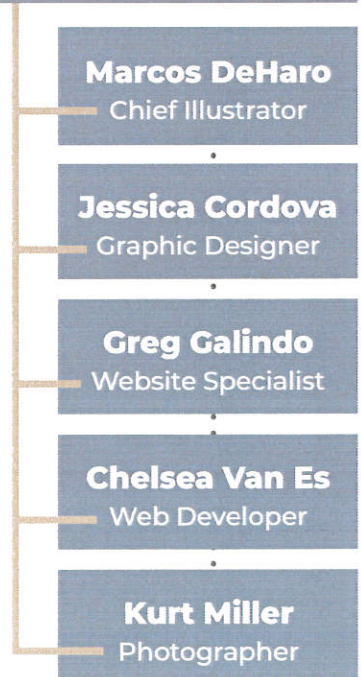 Marcos DeHaro
Chief Illustrator
Jessica Cordova
Graphic Designer
Greg Galindo
Website Specialist
Chelsea Van Es
Web Developer
Kurt Miller
Photographer